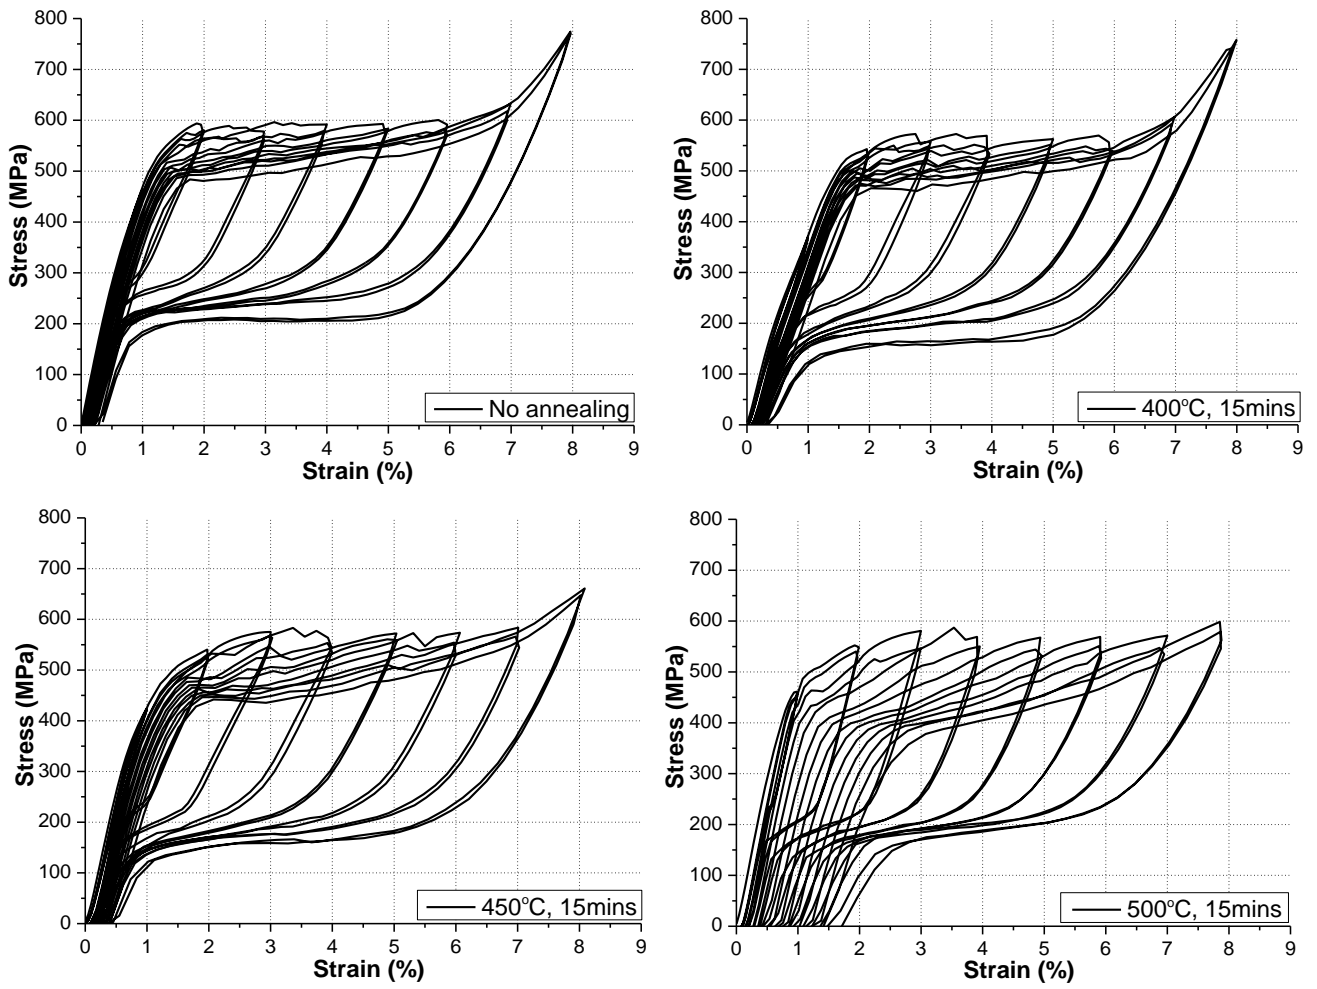 800
700
600
500
400
300
200
100
0
Stress (MPa)
0 1 2 3 4 5 6 7 8 9
Strain (%)
No annealing
800
700
600
500
400
300
200
100
0
Stress (MPa)
0 1 2 3 4 5 6 7 8 9
Strain (%)
400°C, 15mins
800
700
600
500
400
300
200
100
0
Stress (MPa)
0 1 2 3 4 5 6 7 8 9
Strain (%)
450°C, 15mins
800
700
600
500
400
300
200
100
0
Stress (MPa)
0 1 2 3 4 5 6 7 8 9
Strain (%)
500°C, 15mins